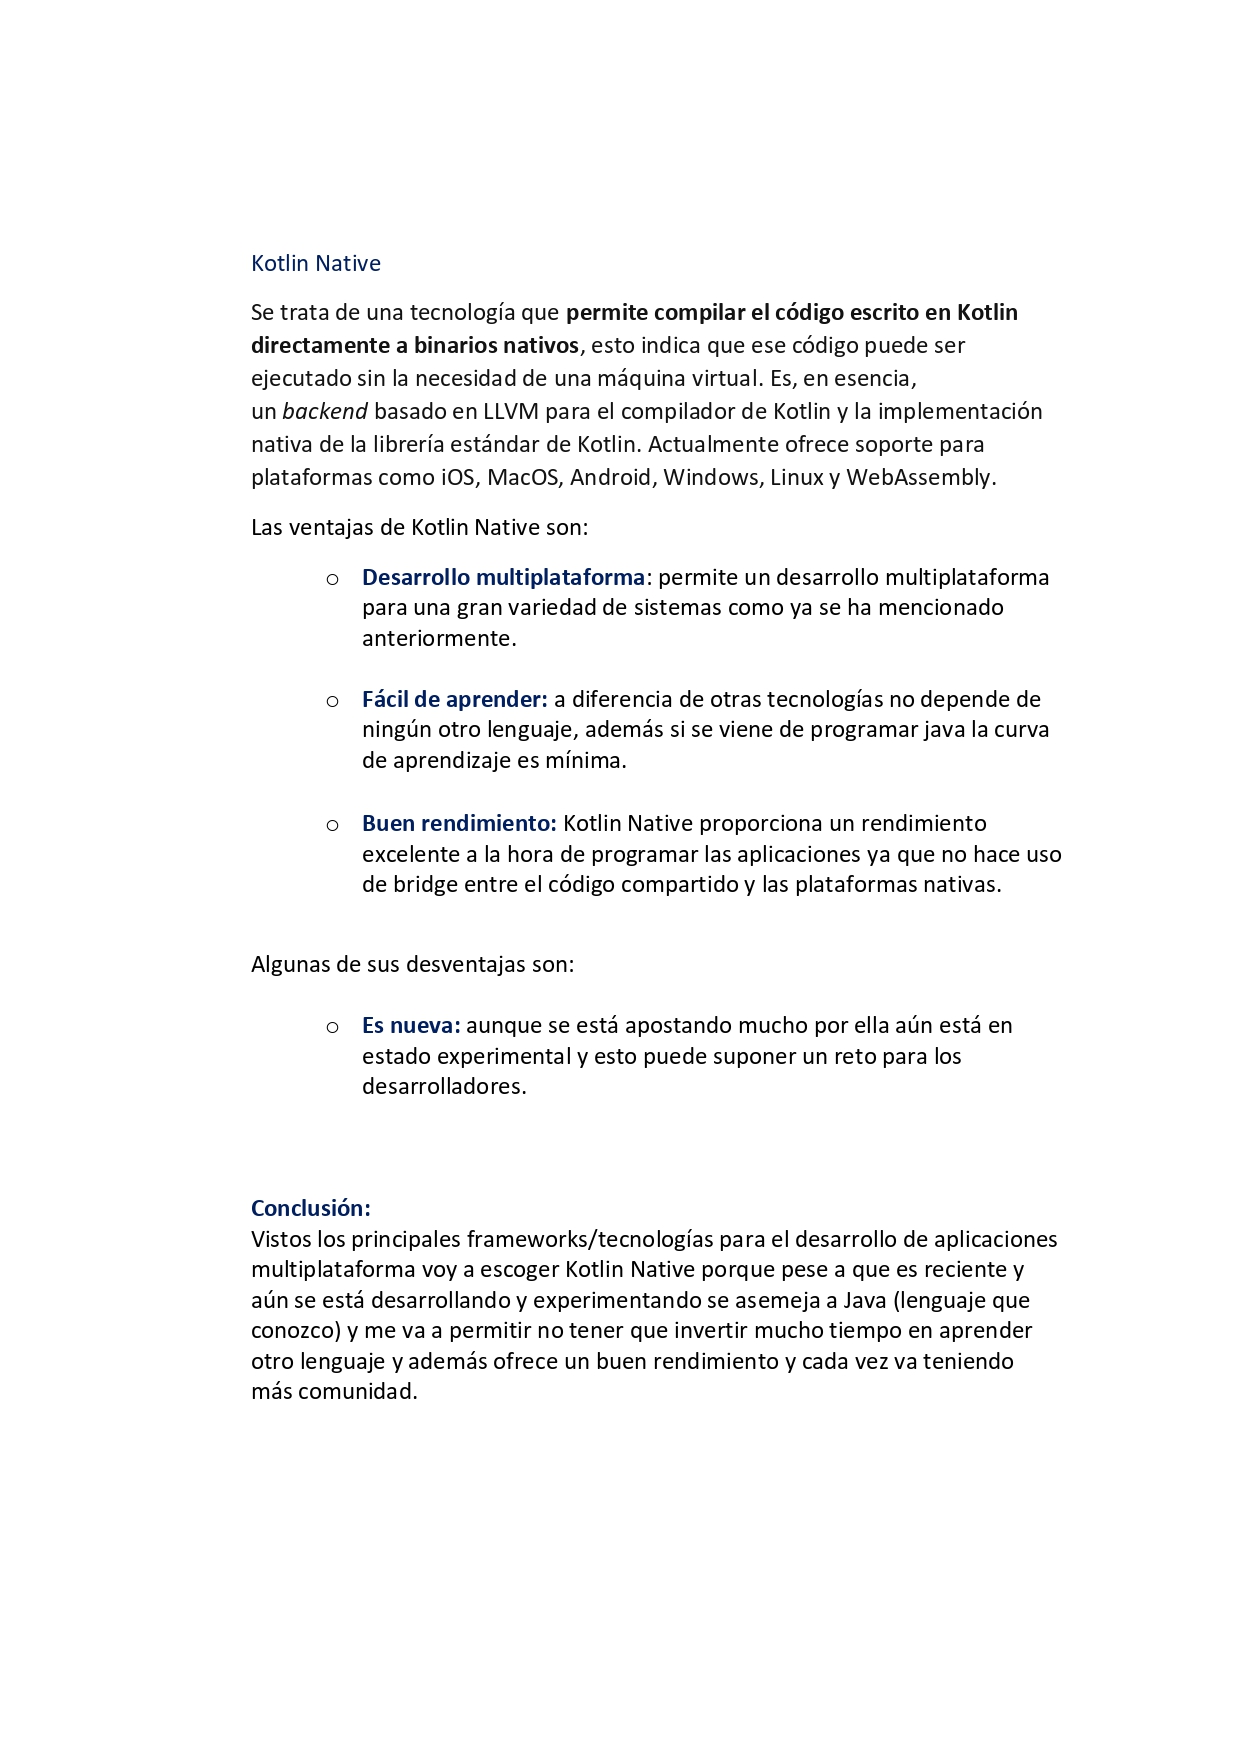 Kotlin Native
Se trata de una tecnología que permite compilar el código escrito en Kotlin
directamente a binarios nativos, esto indica que ese código puede ser
ejecutado sin la necesidad de una máquina virtual. Es, en esencia,
un backend basado en LLVM para el compilador de Kotlin y la implementación
nativa de la librería estándar de Kotlin. Actualmente ofrece soporte para
plataformas como iOS, MacOS, Android, Windows, Linux y WebAssembly.
Las ventajas de Kotlin Native son:
o Desarrollo multiplataforma: permite un desarrollo multiplataforma
para una gran variedad de sistemas como ya se ha mencionado
anteriormente.
o Fácil de aprender: a diferencia de otras tecnologías no depende de
ningún otro lenguaje, además si se viene de programar java la curva
de aprendizaje es mínima.
o Buen rendimiento: Kotlin Native proporciona un rendimiento
excelente a la hora de programar las aplicaciones ya que no hace uso
de bridge entre el código compartido y las plataformas nativas.
Algunas de sus desventajas son:
o Es nueva: aunque se está apostando mucho por ella aún está en
estado experimental y esto puede suponer un reto para los
desarrolladores.
Conclusión:
Vistos los principales frameworks/tecnologías para el desarrollo de aplicaciones
multiplataforma voy a escoger Kotlin Native porque pese a que es reciente y
aún se está desarrollando y experimentando se asemeja a Java (lenguaje que
conozco) y me va a permitir no tener que invertir mucho tiempo en aprender
otro lenguaje y además ofrece un buen rendimiento y cada vez va teniendo
más comunidad.